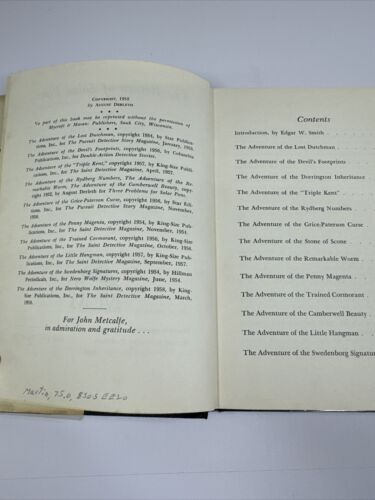 COPYRIGHT, 1958
by AUGUST DERLETH
No part of this book may be reprinted without the permission of
Mycroft & Moran: Publishers, Sauk City, Wisconsin.
The Adventure of the Lost Dutchman, copyright 1954, by Star Publica-
tions, Inc., for The Pursuit Detective Story Magazine, January, 1954.
The Adventure of the Devil's Footprints, copyright 1956, by Columbia
Publications, Inc., for Double-Action Detective Stories.
The Adventure of the "Triple Kent," copyright 1957, by King-Size
Publications, Inc., for The Saint Detective Magazine, April, 1957.
The Adventure of the Rydberg Numbers, The Adventure of the Re-
markable Worm, The Adventure of the Camberwell Beauty, copy-
right 1952, by August Derleth for Three Problems for Solar Pons.
The Adventure of the Grice-Paterson Curse, copyright 1956, by Star
Inc., for The Pursuit Detective Story Magazine, November,
The Adventure of the Penny Magenta, copyright 1954, by King-Size
Publications, Inc., for The Saint Detective Magazine, November, 1954.
The Adventure of the Trained Cormorant, copyright 1956, by King-Size
Publications, Inc., for The Saint Detective Magazine, October, 1956.
The Adventure of the Little Hangman, copyright 1957, by King-Size
Publications, Inc., for The Saint Detective Magazine, September, 1957.
The Adventure of the Swedenborg Signatures, copyright 1954, by Hillman
Periodicals, Inc., for Nero Wolfe Mystery Magazine, June, 1954.
The Adventure of the Dorrington Inheritance, copyright 1958, by King-
Size Publications, Inc., for The Saint Detective Magazine, March,
1958.
For John Metcalfe,
in admiration and gratitude . . .
Martin, 75.0, 8305 EE20
Contents
Introduction, by Edgar W. Smith
The Adventure of the Lost Dutchman
The Adventure of the Devil's Footprints
The Adventure of the Dorrington Inheritance
The Adventure of the "Triple Kent"
The Adventure of the Rydberg Numbers
The Adventure of the Grice-Paterson Curse
The Adventure of the Stone of Scone
The Adventure of the Remarkable Worm
The Adventure of the Penny Magenta
The Adventure of the Trained Cormorant
The Adventure of the Camberwell Beauty
The Adventure of the Little Hangman
The Adventure of the Swedenborg Signatur